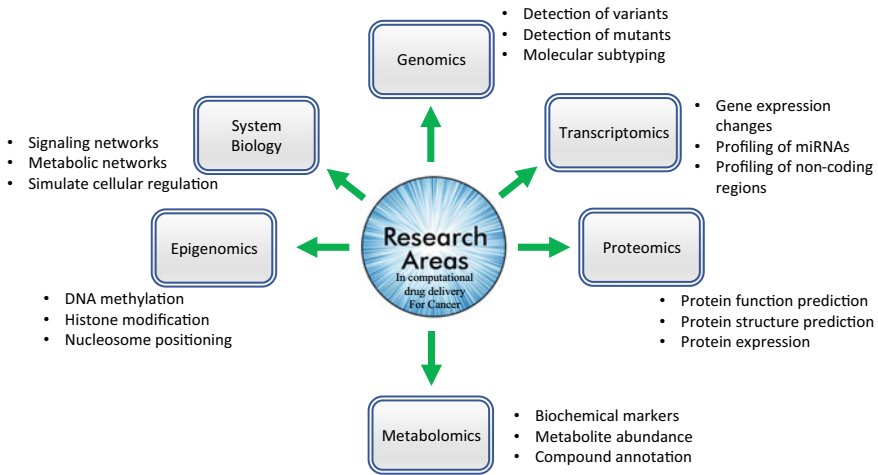 Genomics
• Detection of variants
• Detection of mutants
• Molecular subtyping
System
Biology
• Signaling networks
• Metabolic networks
• Simulate cellular regulation
Transcriptomics
• Gene expression
changes
• Profiling of miRNAs
• Profiling of non-coding
regions
Research
Areas
In computational
drug delivery
For Cancer
Epigenomics
• DNA methylation
• Histone modification
• Nucleosome positioning
Proteomics
• Protein function prediction
• Protein structure prediction
• Protein expression
Metabolomics
• Biochemical markers
• Metabolite abundance
• Compound annotation